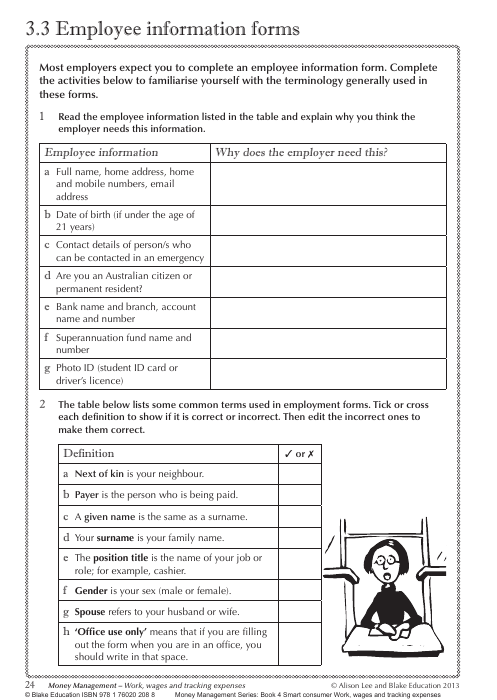 3.3 Employee information forms
Most employers expect you to complete an employee information form. Complete
the activities below to familiarise yourself with the terminology generally used in
these forms.
1 Read the employee information listed in the table and explain why you think the
employer needs this information.
Employee information Why does the employer need this?
a Full name, home address, home
and mobile numbers, email
address
b Date of birth (if under the age of
21 years)
c Contact details of person/s who
can be contacted in an emergency
d Are you an Australian citizen or
permanent resident?
e Bank name and branch, account
name and number
f Superannuation fund name and
number
g Photo ID (student ID card or
driver's licence)
2 The table below lists some common terms used in employment forms. Tick or cross
each definition to show if it is correct or incorrect. Then edit the incorrect ones to
make them correct.
Definition ✓ or ✗
a Next of kin is your neighbour.
b Payer is the person who is being paid.
c A given name is the same as a surname.
d Your surname is your family name.
e The position title is the name of your job or
role; for example, cashier.
f Gender is your sex (male or female).
g Spouse refers to your husband or wife.
h 'Office use only' means that if you are filling
out the form when you are in an office, you
should write in that space.
24 Money Management – Work, wages and tracking expenses © Alison Lee and Blake Education 2013
© Blake Education ISBN 978 1 76020 208 8 Money Management Series: Book 4 Smart consumer Work, wages and tracking expenses